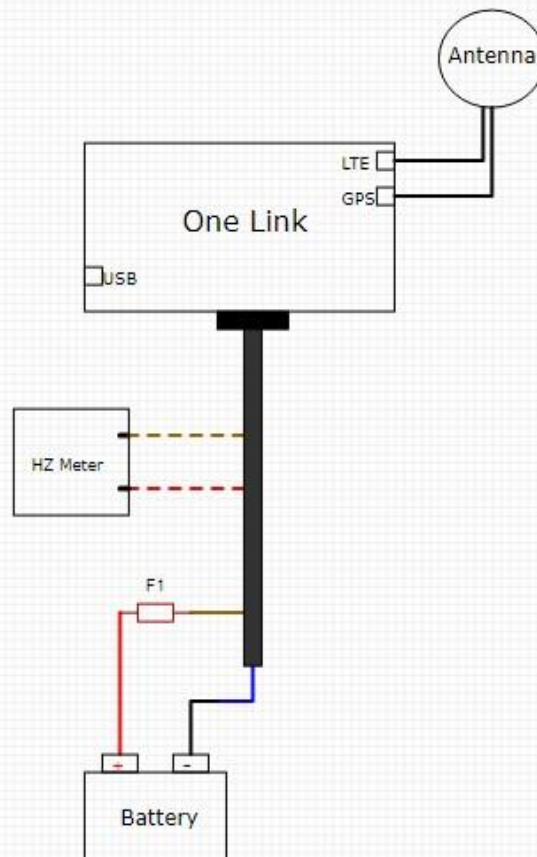 Antenna
LTE
GPS
One Link
USB
HZ Meter
F1
+
-
Battery